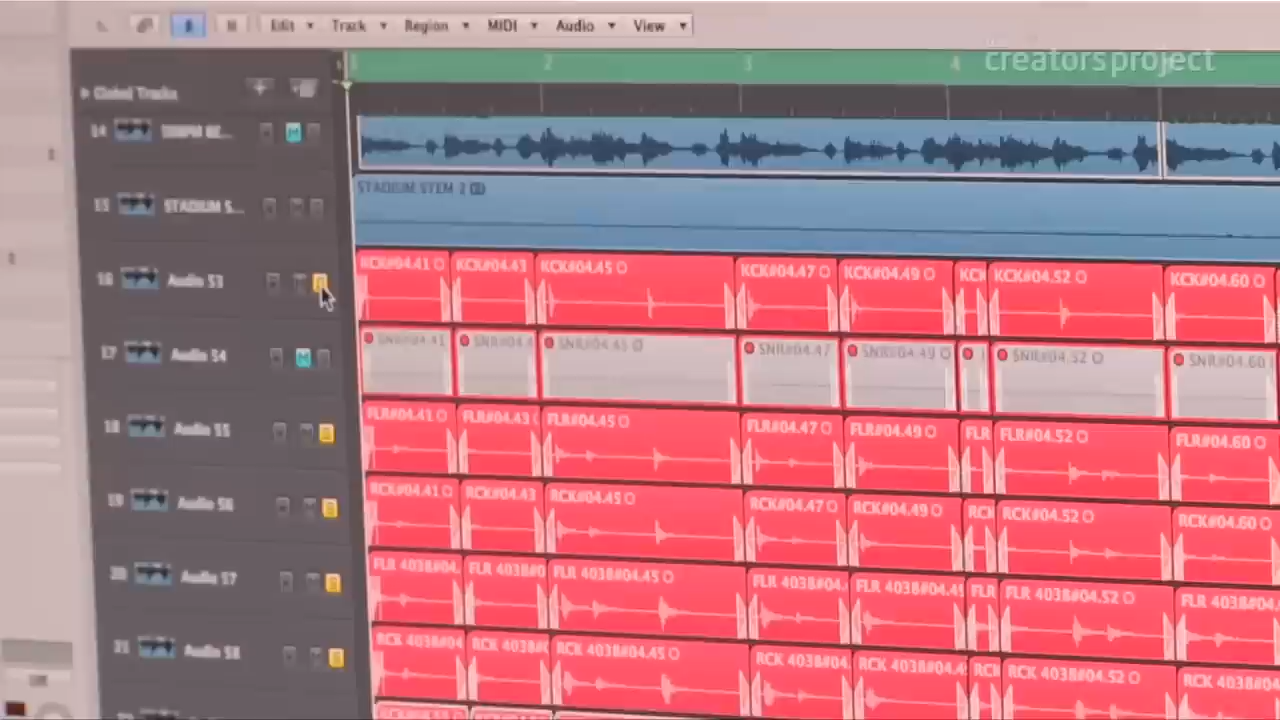 Edit Track Region MIDI Audio View
the creatorsproject
1 2 3 4
Global Tracks
14 M
STADIUM STEM 2
15 STADIUM S...
KCK#04.41 KCK#04.43 KCK#04.45 KCK#04.47 KCK#04.49 KCK KCK#04.52 KCK#04.60
16 Audio 53
SNR#04.41 SNR#04.4 SNR#04.45 SNR#04.47 SNR#04.49 SNR#04.52 SNR#04.60
17 Audio 54 M
FLR#04.41 FLR#04.43 FLR#04.45 FLR#04.47 FLR#04.49 FLR FLR#04.52 FLR#04.60
18 Audio 55 S
RCK#04.41 RCK#04.43 RCK#04.45 RCK#04.47 RCK#04.49 RCK RCK#04.52 RCK#04.60
19 Audio 56 S
FLR 4038#04. FLR 4038#0 FLR 4038#04.45 FLR 4038#04. FLR 4038#04.49 FLR FLR 4038#04.52 FLR 4038#04.
20 Audio 57 S
RCK 4038#04 RCK 4038# RCK 4038#04.45 RCK 4038#04. RCK 4038#04.4 RCK RCK 4038#04.52 RCK 4038#04
21 Audio 58 S